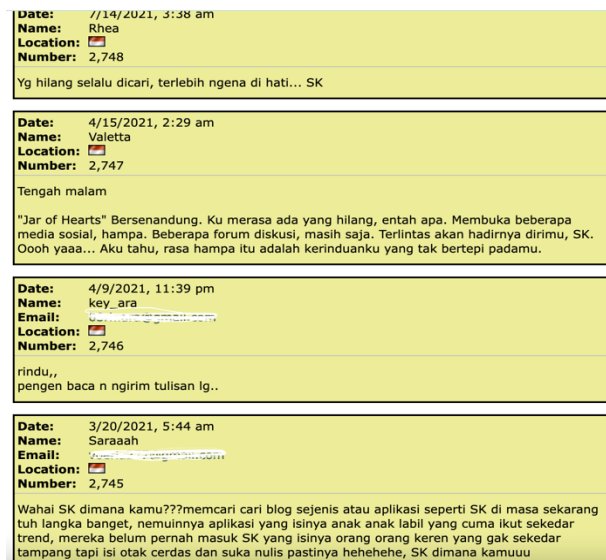 Date: 7/14/2021, 3:38 am
Name: Rhea
Location:
Number: 2,748
Yg hilang selalu dicari, terlebih ngena di hati... SK
Date: 4/15/2021, 2:29 am
Name: Valetta
Location:
Number: 2,747
Tengah malam
"Jar of Hearts" Bersenandung. Ku merasa ada yang hilang, entah apa. Membuka beberapa
media sosial, hampa. Beberapa forum diskusi, masih saja. Terlintas akan hadirnya dirimu, SK.
Oooh yaaa... Aku tahu, rasa hampa itu adalah kerinduanku yang tak bertepi padamu.
Date: 4/9/2021, 11:39 pm
Name: key_ara
Email:
Location:
Number: 2,746
rindu,,
pengen baca n ngirim tulisan lg..
Date: 3/20/2021, 5:44 am
Name: Saraaah
Email:
Location:
Number: 2,745
Wahai SK dimana kamu???memcari cari blog sejenis atau aplikasi seperti SK di masa sekarang
tuh langka banget, nemuinnya aplikasi yang isinya anak anak labil yang cuma ikut sekedar
trend, mereka belum pernah masuk SK yang isinya orang orang keren yang gak sekedar
tampang tapi isi otak cerdas dan suka nulis pastinya hehehehe, SK dimana kamuuu